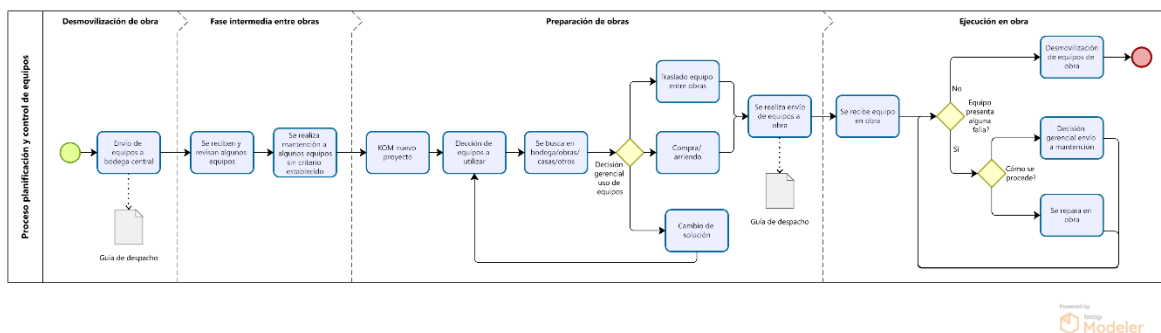 Desmovilización de obra
Fase intermedia entre obras
Preparación de obras
Ejecución en obra
Proceso planificación y control de equipos
Envío de
equipos a
bodega central
Guía de despacho
Se reciben y
revisan algunos
equipos
Se realiza
mantención a
algunos equipos
sin criterio
establecido
KOM nuevo
proyecto
Elección de
equipos a
utilizar
Se busca en
bodega/obras/
casas/otros
Decisión
gerencial
uso de
equipos
Traslado equipo
entre obras
Compra/
arriendo
Cambio de
solución
Se realiza envío
de equipos a
obra
Guía de despacho
Se recibe equipo
en obra
No
Equipo
presenta
alguna
falla?
Sí
Desmovilización
de equipos de
obra
Cómo se
procede?
Decisión
gerencial envío
a mantención
Se repara en
obra
Powered by
bizagi
Modeler